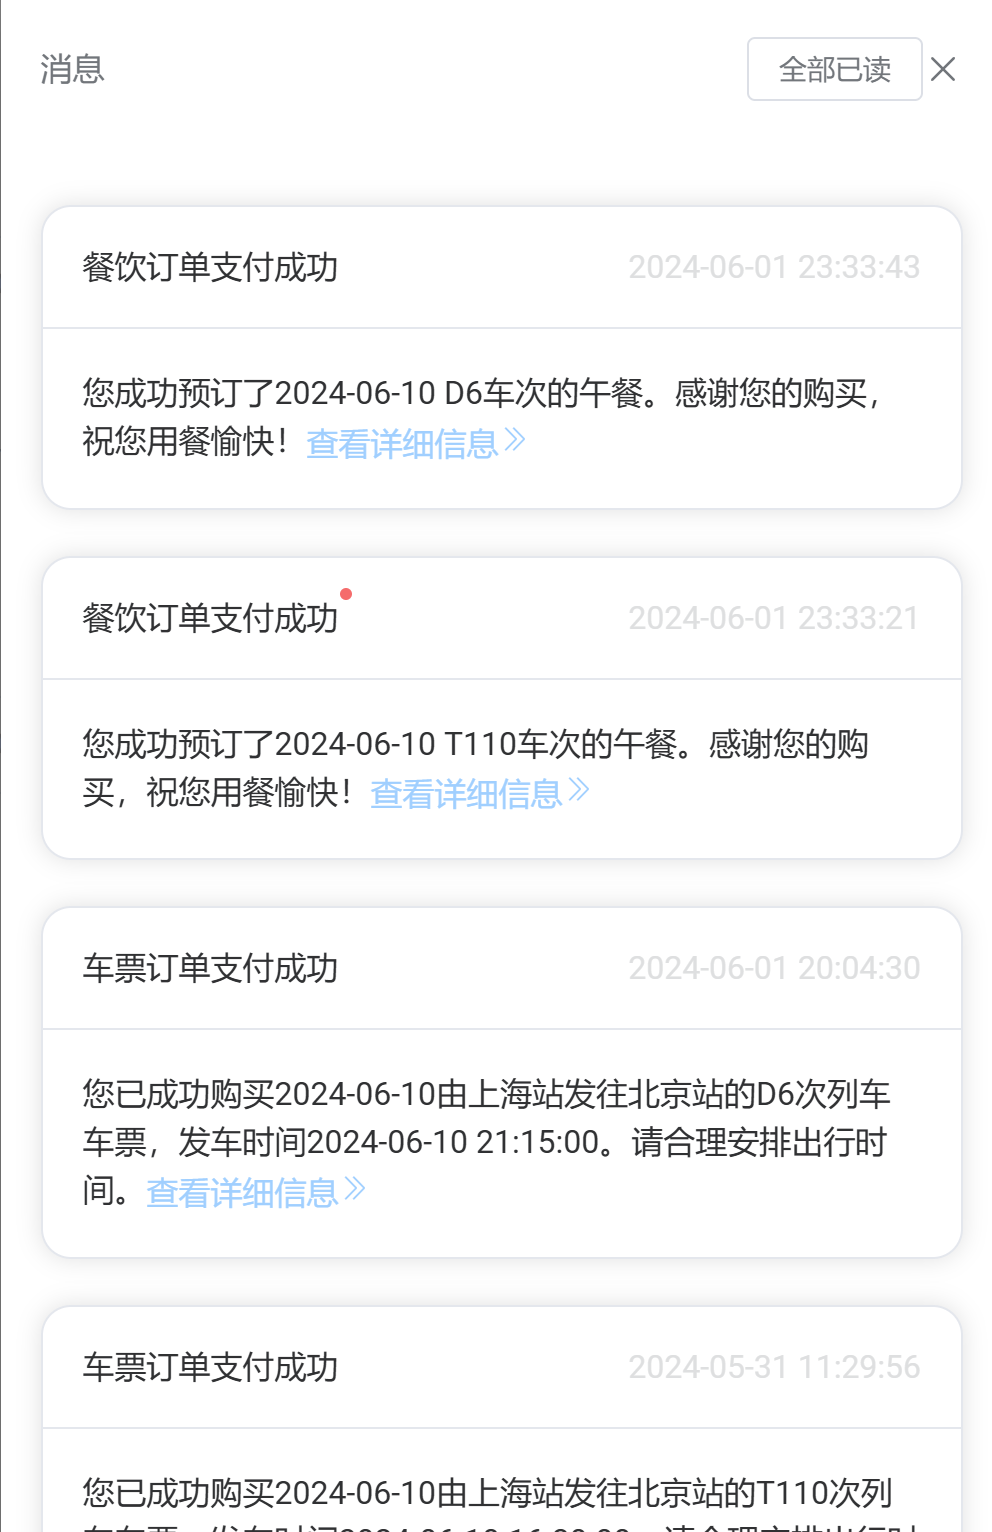 消息
全部已读
餐饮订单支付成功
2024-06-01 23:33:43
您成功预订了2024-06-10 D6车次的午餐。感谢您的购买，
祝您用餐愉快！查看详细信息
餐饮订单支付成功
2024-06-01 23:33:21
您成功预订了2024-06-10 T110车次的午餐。感谢您的购
买，祝您用餐愉快！查看详细信息
车票订单支付成功
2024-06-01 20:04:30
您已成功购买2024-06-10由上海站发往北京站的D6次列车
车票，发车时间2024-06-10 21:15:00。请合理安排出行时
间。查看详细信息
车票订单支付成功
2024-05-31 11:29:56
您已成功购买2024-06-10由上海站发往北京站的T110次列